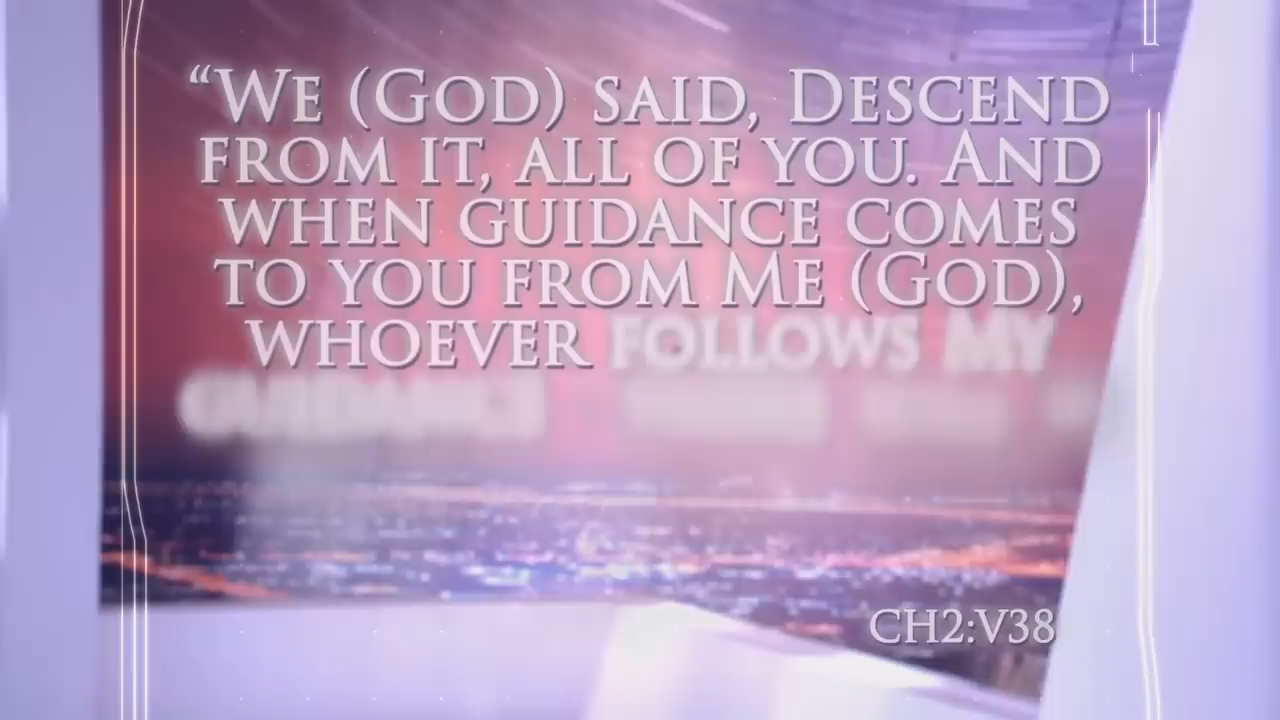 “We (God) said, Descend
from it, all of you. And
when guidance comes
to you from Me (God),
whoever follows My
guidance
CH2:V38